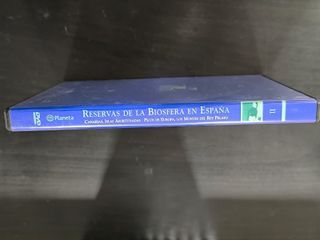 DVD
Planeta
RESERVAS DE LA BIOSFERA EN ESPAÑA
CANARIAS, ISLAS AFORTUNADAS - PICOS DE EUROPA, LOS MONTES DEL REY PELAYO
II